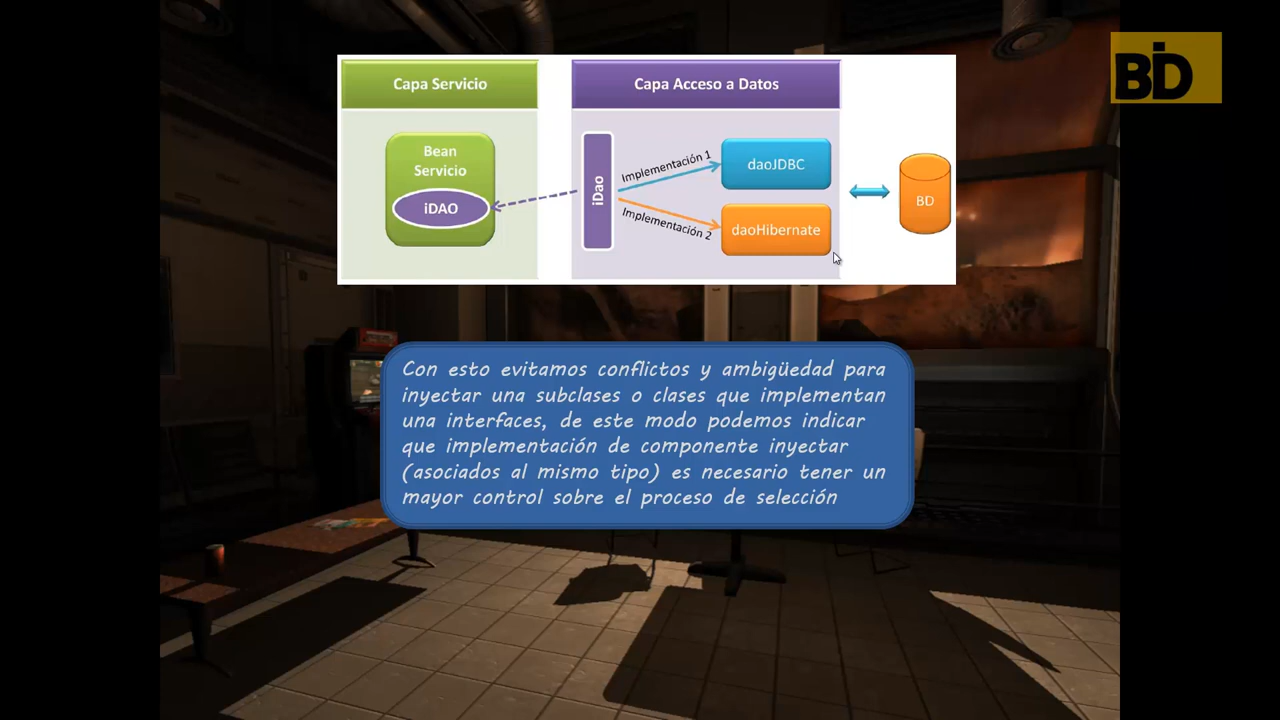 BD
Capa Servicio
Capa Acceso a Datos
Bean
Servicio
iDAO
iDao
Implementación 1
Implementación 2
daoJDBC
daoHibernate
BD
Con esto evitamos conflictos y ambigüedad para
inyectar una subclases o clases que implementan
una interfaces, de este modo podemos indicar
que implementación de componente inyectar
(asociados al mismo tipo) es necesario tener un
mayor control sobre el proceso de selección